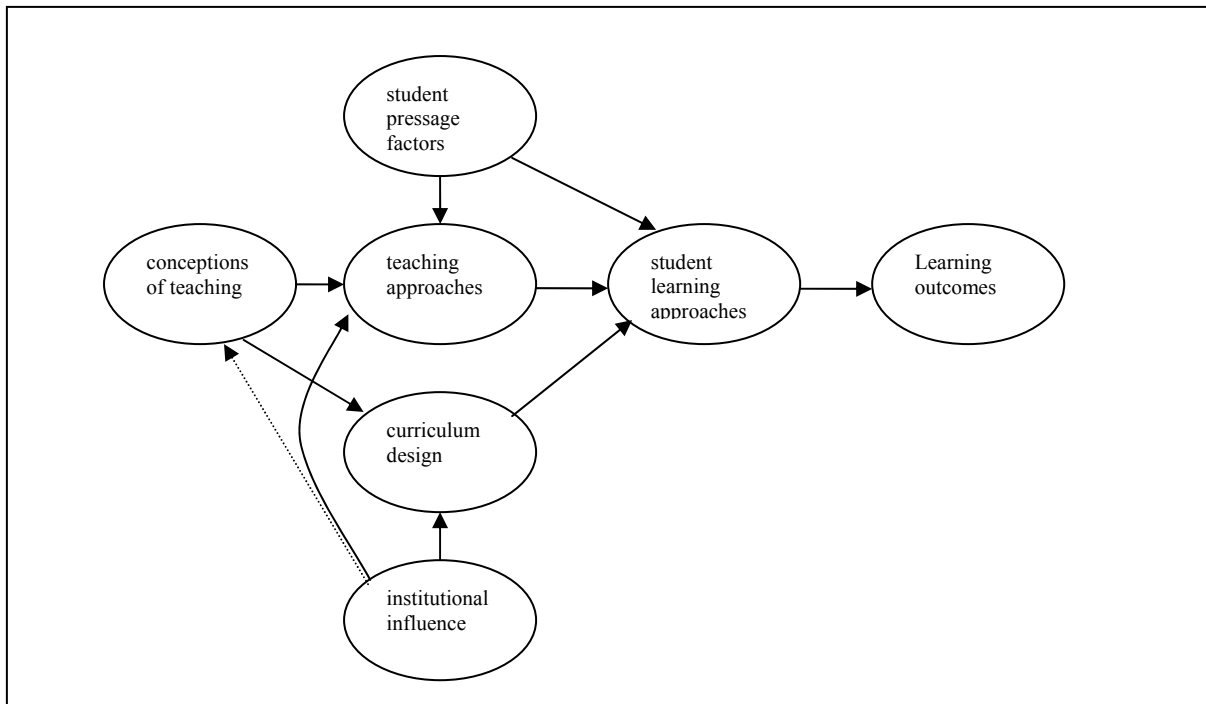 student
pressage
factors
conceptions
of teaching
teaching
approaches
student
learning
approaches
Learning
outcomes
curriculum
design
institutional
influence